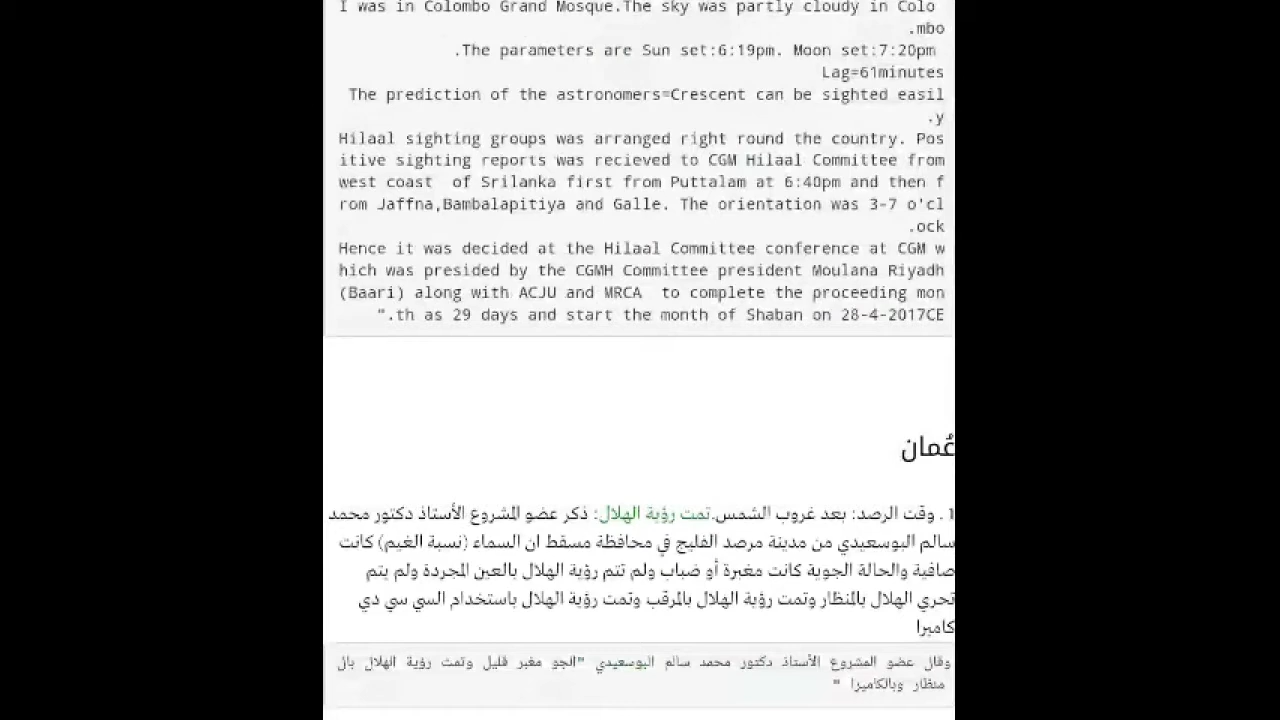 I was in Colombo Grand Mosque.The sky was partly cloudy in Colo
mbo.
The parameters are Sun set:6:19pm. Moon set:7:20pm.
Lag=61minutes
The prediction of the astronomers=Crescent can be sighted easil
y.
Hilaal sighting groups was arranged right round the country. Pos
itive sighting reports was recieved to CGM Hilaal Committee from
west coast  of Srilanka first from Puttalam at 6:40pm and then f
rom Jaffna,Bambalapitiya and Galle. The orientation was 3-7 o'cl
ock.
Hence it was decided at the Hilaal Committee conference at CGM w
hich was presided by the CGMH Committee president Moulana Riyadh
(Baari) along with ACJU and MRCA  to complete the proceeding mon
th as 29 days and start the month of Shaban on 28-4-2017CE."
عُمان
1 . وقت الرصد: بعد غروب الشمس.تمت رؤية الهلال: ذكر عضو المشروع الأستاذ دكتور محمد
سالم البوسعيدي من مدينة مرصد الفليج في محافظة مسقط ان السماء (نسبة الغيم) كانت
صافية والحالة الجوية كانت مغبرة أو ضباب ولم تتم رؤية الهلال بالعين المجردة ولم يتم
تحري الهلال بالمنظار وتمت رؤية الهلال بالمرقب وتمت رؤية الهلال باستخدام السي سي دي
كاميرا
وقال عضو المشروع الأستاذ دكتور محمد سالم البوسعيدي "الجو مغبر قليل وتمت رؤية الهلال بال
منظار وبالكاميرا "